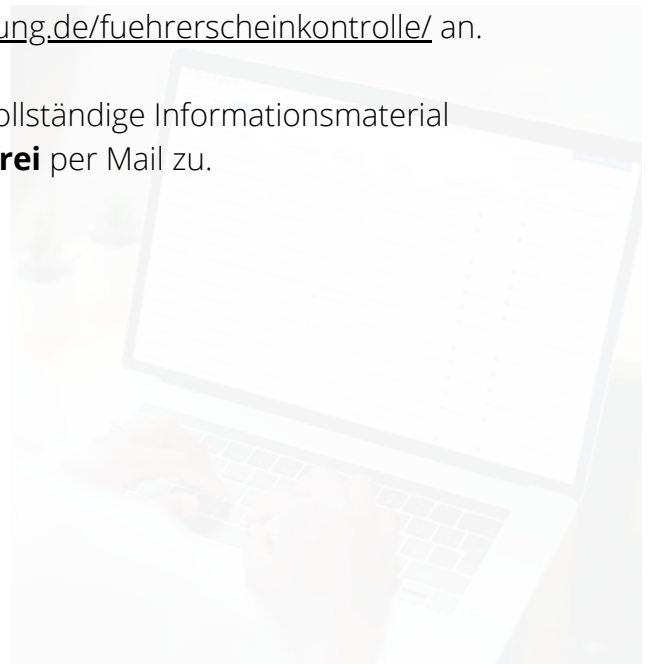 ung.de/fuehrerscheinkontrolle/ an.
ollständige Informationsmaterial
rei per Mail zu.